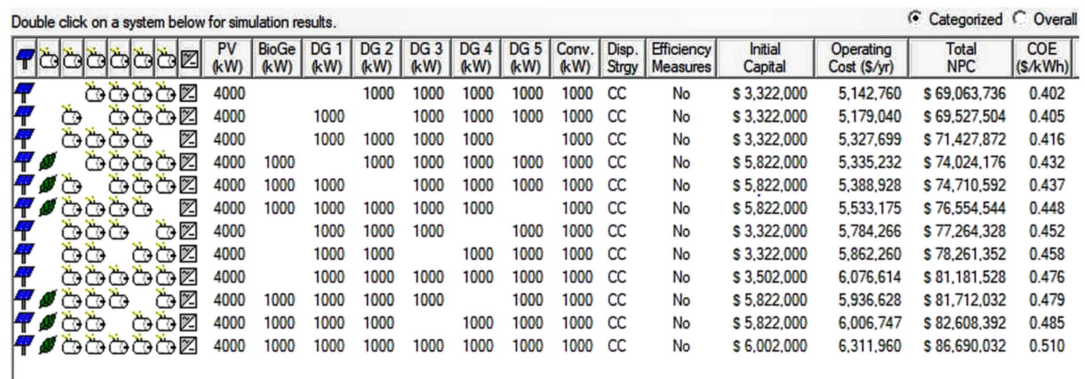 Double click on a system below for simulation results. Categorized Overall
PV (kW) BioGe (kW) DG 1 (kW) DG 2 (kW) DG 3 (kW) DG 4 (kW) DG 5 (kW) Conv. (kW) Disp. Strgy Efficiency Measures Initial Capital Operating Cost ($/yr) Total NPC COE ($/kWh)
4000 1000 1000 1000 1000 1000 CC No $ 3,322,000 5,142,760 $ 69,063,736 0.402
4000 1000 1000 1000 1000 1000 CC No $ 3,322,000 5,179,040 $ 69,527,504 0.405
4000 1000 1000 1000 1000 1000 CC No $ 3,322,000 5,327,699 $ 71,427,872 0.416
4000 1000 1000 1000 1000 1000 1000 CC No $ 5,822,000 5,335,232 $ 74,024,176 0.432
4000 1000 1000 1000 1000 1000 1000 CC No $ 5,822,000 5,388,928 $ 74,710,592 0.437
4000 1000 1000 1000 1000 1000 1000 CC No $ 5,822,000 5,533,175 $ 76,554,544 0.448
4000 1000 1000 1000 1000 1000 CC No $ 3,322,000 5,784,266 $ 77,264,328 0.452
4000 1000 1000 1000 1000 1000 CC No $ 3,322,000 5,862,260 $ 78,261,352 0.458
4000 1000 1000 1000 1000 1000 1000 CC No $ 3,502,000 6,076,614 $ 81,181,528 0.476
4000 1000 1000 1000 1000 1000 1000 CC No $ 5,822,000 5,936,628 $ 81,712,032 0.479
4000 1000 1000 1000 1000 1000 1000 CC No $ 5,822,000 6,006,747 $ 82,608,392 0.485
4000 1000 1000 1000 1000 1000 1000 1000 CC No $ 6,002,000 6,311,960 $ 86,690,032 0.510